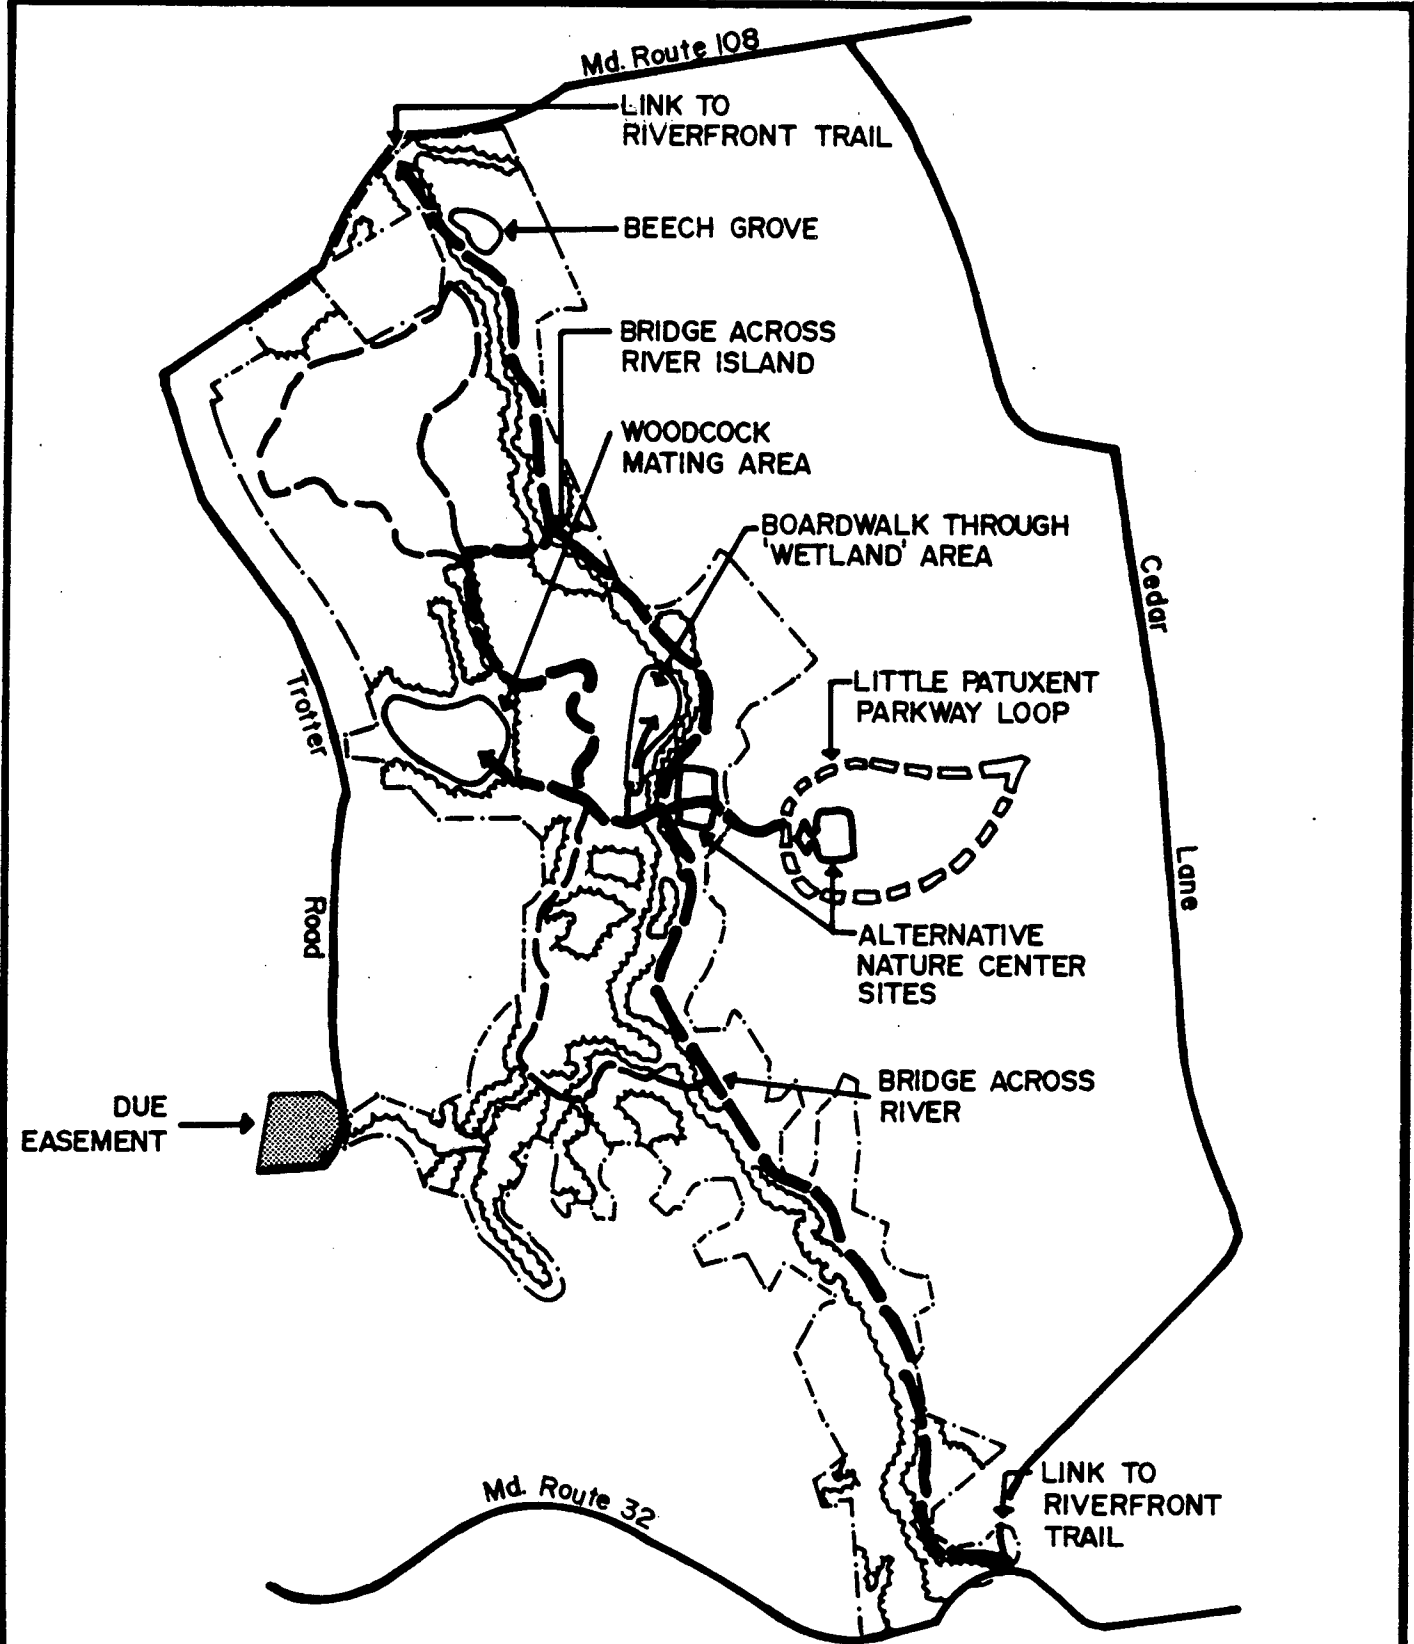 Md. Route 108
LINK TO
RIVERFRONT TRAIL
BEECH GROVE
BRIDGE ACROSS
RIVER ISLAND
WOODCOCK
MATING AREA
BOARDWALK THROUGH
'WETLAND' AREA
Cedar
Lane
LITTLE PATUXENT
PARKWAY LOOP
Trotter
Road
ALTERNATIVE
NATURE CENTER
SITES
BRIDGE ACROSS
RIVER
DUE
EASEMENT
LINK TO
RIVERFRONT
TRAIL
Md. Route 32